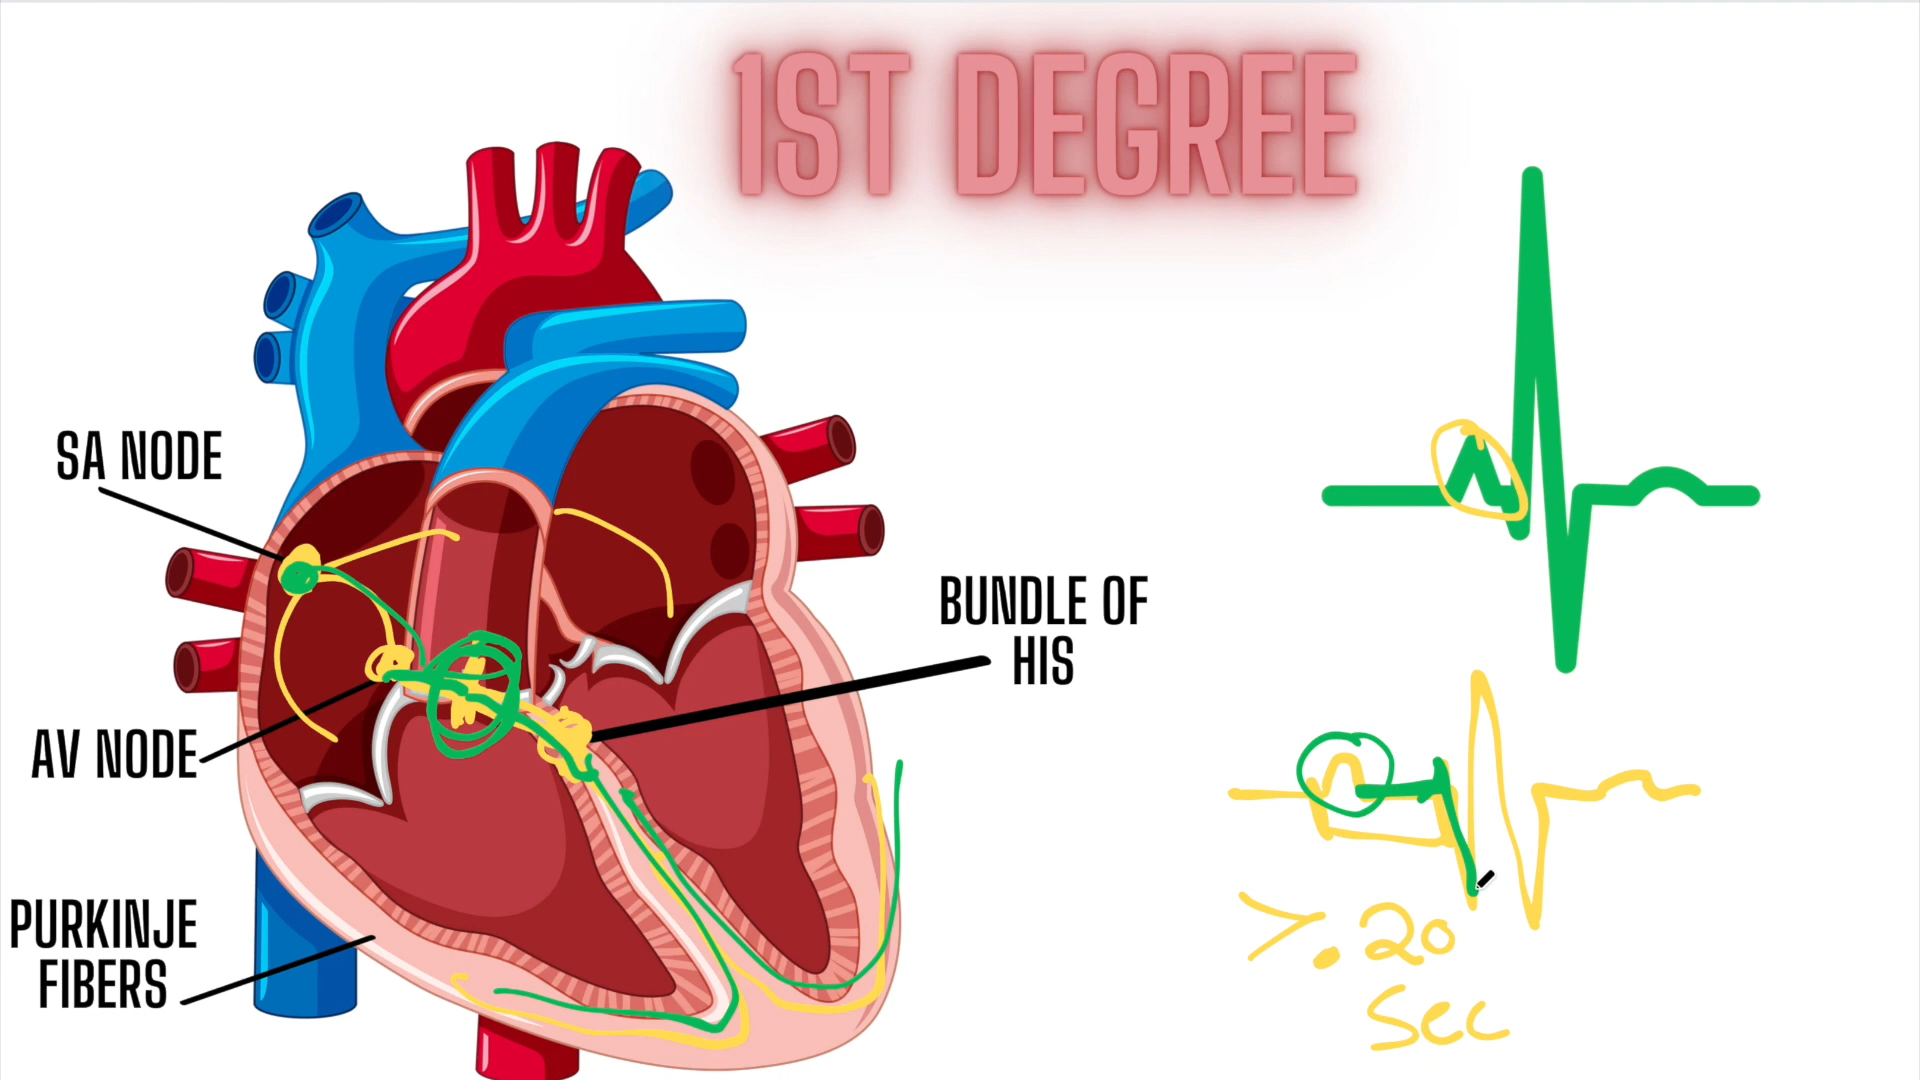 1ST DEGREE
SA NODE
BUNDLE OF
HIS
AV NODE
PURKINJE
FIBERS
>.20
Sec